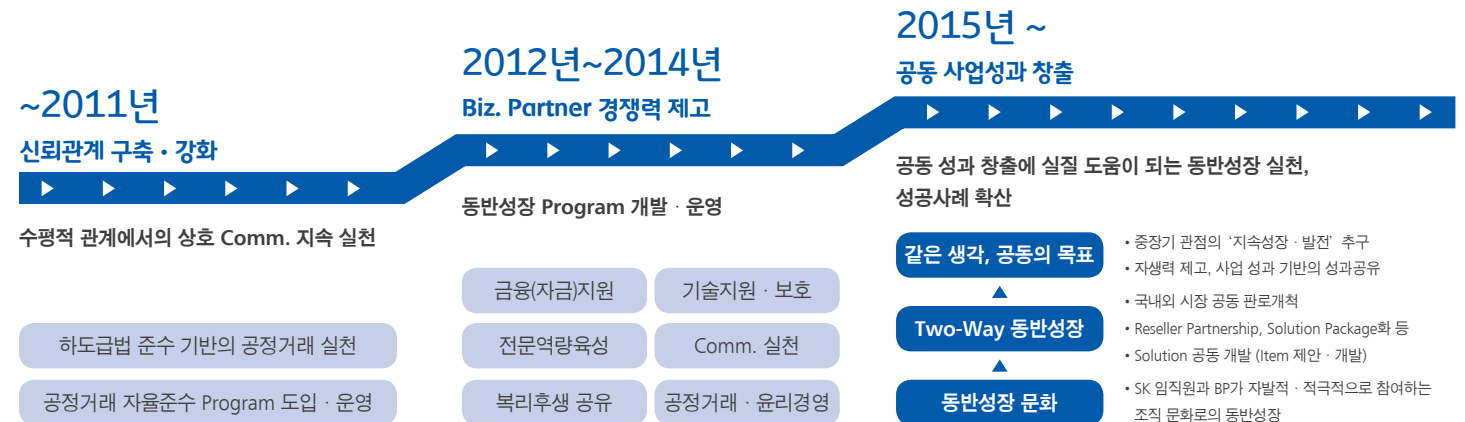 ~2011년
신뢰관계 구축 · 강화
수평적 관계에서의 상호 Comm. 지속 실천
하도급법 준수 기반의 공정거래 실천
공정거래 자율준수 Program 도입 · 운영
2012년~2014년
Biz. Partner 경쟁력 제고
동반성장 Program 개발 · 운영
금융(자금)지원
기술지원 · 보호
전문역량육성
Comm. 실천
복리후생 공유
공정거래 · 윤리경영
2015년 ~
공동 사업성과 창출
공동 성과 창출에 실질 도움이 되는 동반성장 실천,
성공사례 확산
같은 생각, 공동의 목표
• 중장기 관점의 ‘지속성장 · 발전’ 추구
• 자생력 제고, 사업 성과 기반의 성과공유
Two-Way 동반성장
• 국내외 시장 공동 판로개척
• Reseller Partnership, Solution Package화 등
• Solution 공동 개발 (Item 제안 · 개발)
동반성장 문화
• SK 임직원과 BP가 자발적 · 적극적으로 참여하는
조직 문화로의 동반성장